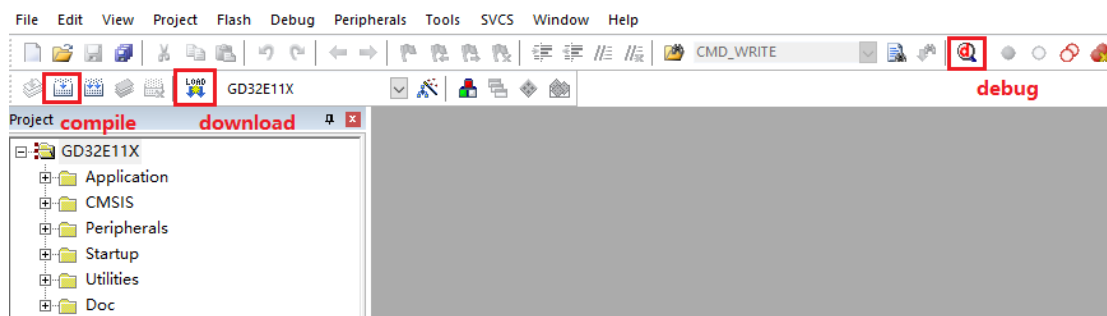 File Edit View Project Flash Debug Peripherals Tools SVCS Window Help
CMD_WRITE
LOAD GD32E11X
debug
Project compile download
GD32E11X
Application
CMSIS
Peripherals
Startup
Utilities
Doc